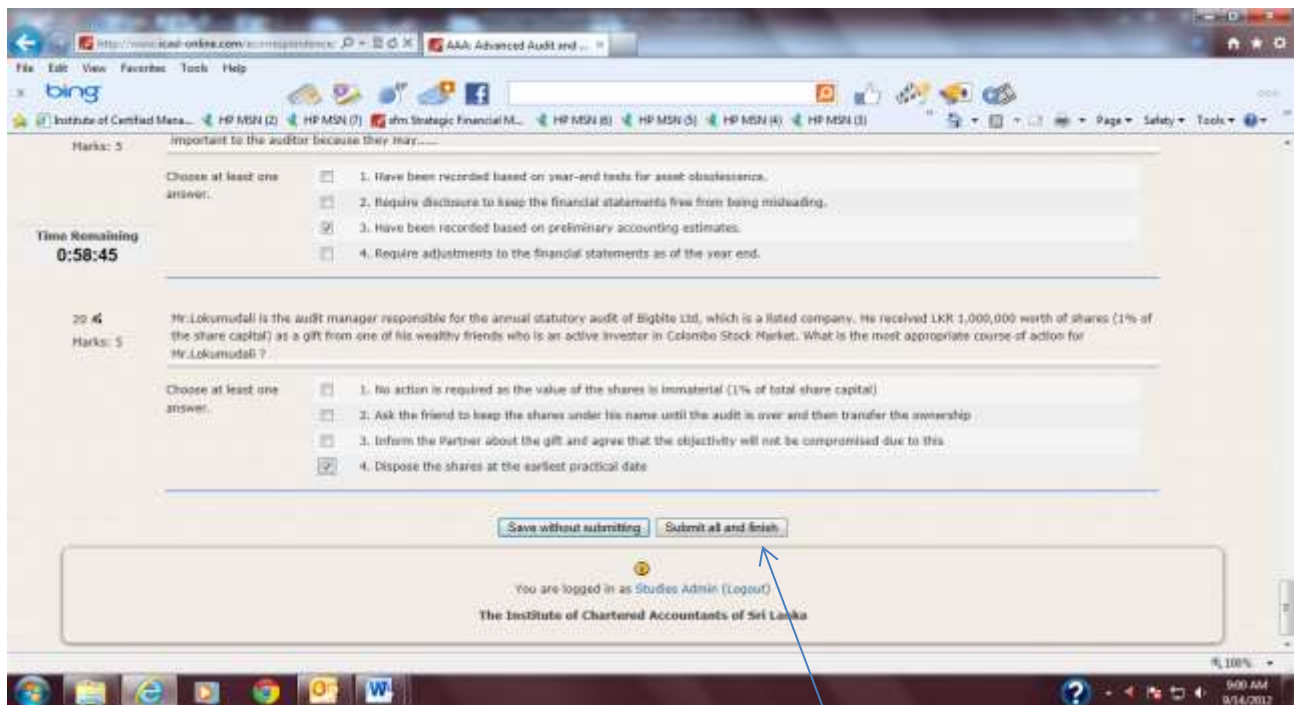 AAA: Advanced Audit and ...
File Edit View Favorites Tools Help
bing
Institute of Certified Mana... HP MSN (2) HP MSN (7) sfm Strategic Financial M... HP MSN (6) HP MSN (5) HP MSN (4) HP MSN (3) Page Safety Tools
Marks: 5
important to the auditor because they may......
Choose at least one answer.
1. Have been recorded based on year-end tests for asset obsolescence.
2. Require disclosure to keep the financial statements free from being misleading.
3. Have been recorded based on preliminary accounting estimates.
4. Require adjustments to the financial statements as of the year end.
Time Remaining
0:58:45
20
Marks: 5
Mr.Lokumudali is the audit manager responsible for the annual statutory audit of Bigbite Ltd, which is a listed company. He received LKR 1,000,000 worth of shares (1% of
the share capital) as a gift from one of his wealthy friends who is an active investor in Colombo Stock Market. What is the most appropriate course of action for
Mr.Lokumudali ?
Choose at least one answer.
1. No action is required as the value of the shares is immaterial (1% of total share capital)
2. Ask the friend to keep the shares under his name until the audit is over and then transfer the ownership
3. Inform the Partner about the gift and agree that the objectivity will not be compromised due to this
4. Dispose the shares at the earliest practical date
Save without submitting Submit all and finish
You are logged in as Studies Admin (Logout)
The Institute of Chartered Accountants of Sri Lanka
100%
9:00 AM
9/14/2012